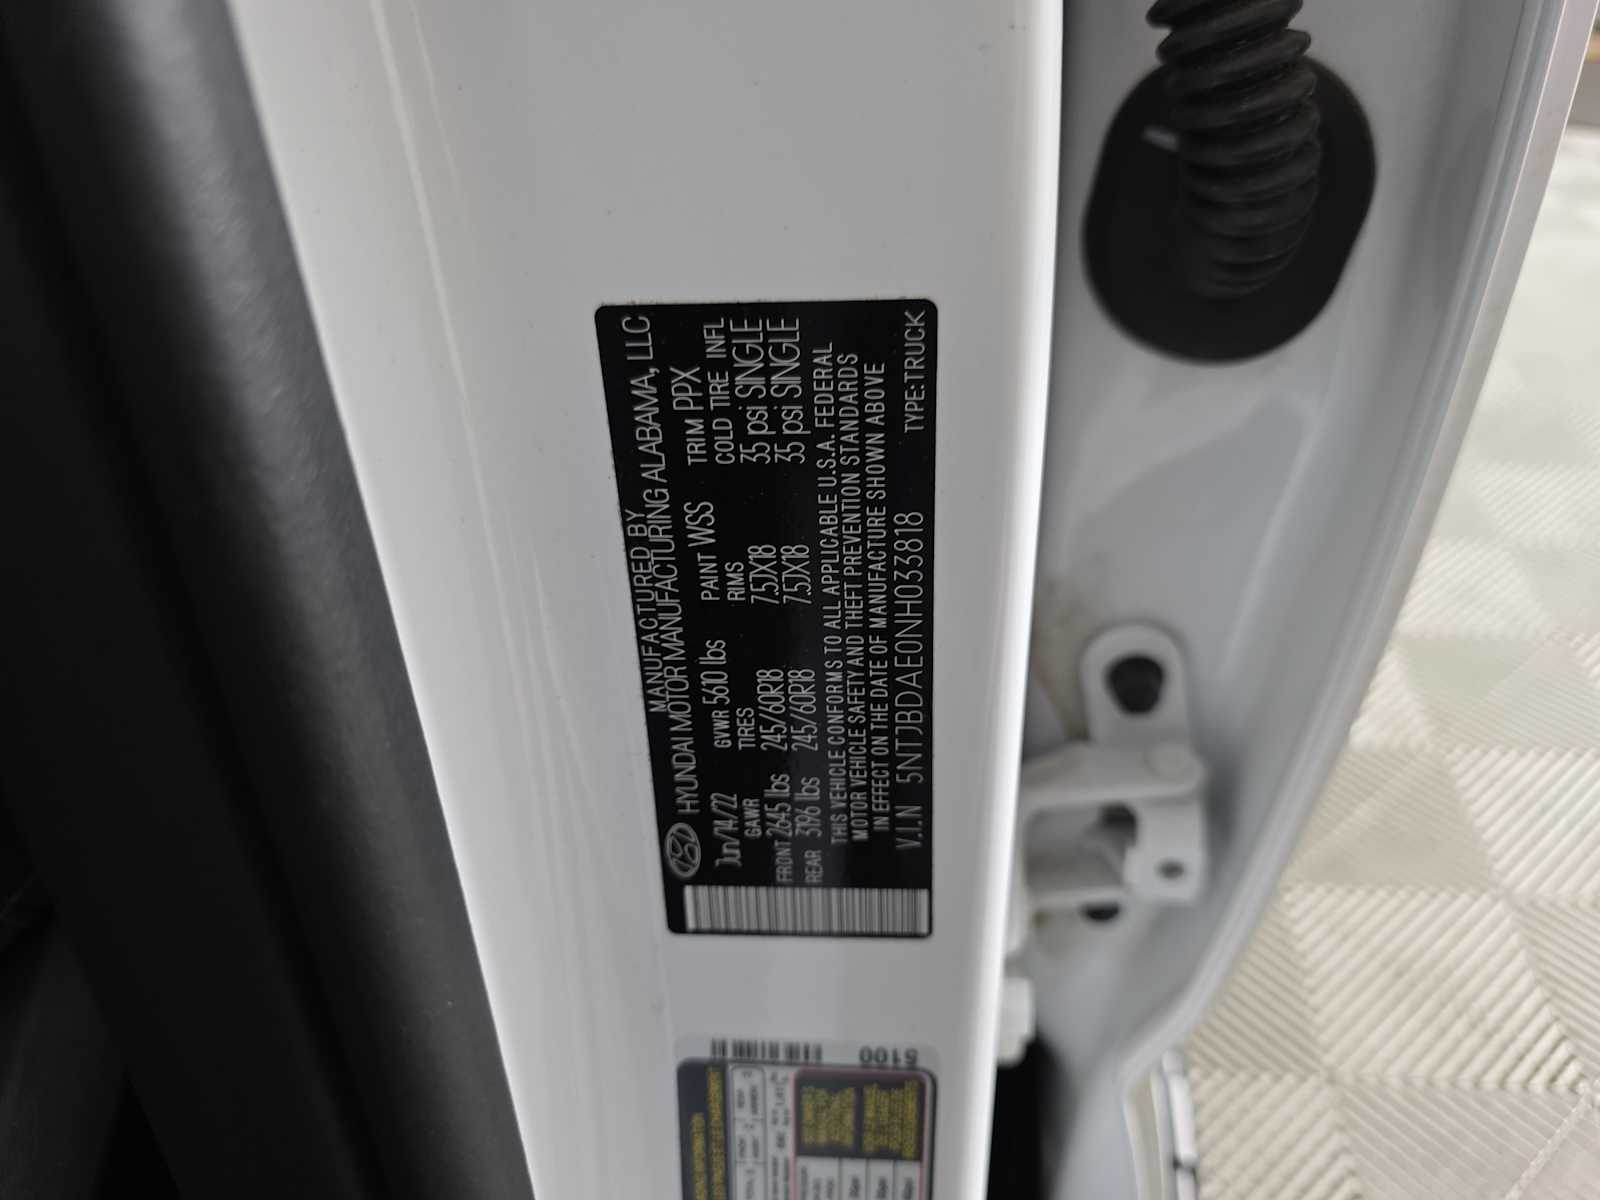 MANUFACTURED BY
HYUNDAI MOTOR MANUFACTURING ALABAMA, LLC
Jun/14/22 GVWR 5610 lbs PAINT WSS TRIM PPX
GAWR TIRES RIMS COLD TIRE INFL
FRONT 2645 lbs 245/60R18 7.5JX18 35 psi SINGLE
REAR 3196 lbs 245/60R18 7.5JX18 35 psi SINGLE
THIS VEHICLE CONFORMS TO ALL APPLICABLE U.S.A. FEDERAL
MOTOR VEHICLE SAFETY AND THEFT PREVENTION STANDARDS
IN EFFECT ON THE DATE OF MANUFACTURE SHOWN ABOVE
V.I.N 5NTJBDAE0NH033818 TYPE:TRUCK
5100